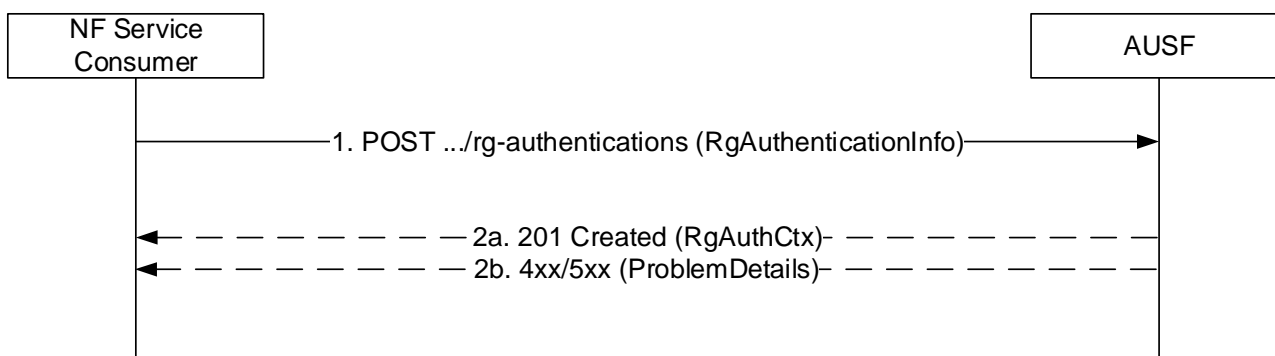 NF Service
Consumer
AUSF
1. POST .../rg-authentications (RgAuthenticationInfo)
2a. 201 Created (RgAuthCtx)
2b. 4xx/5xx (ProblemDetails)